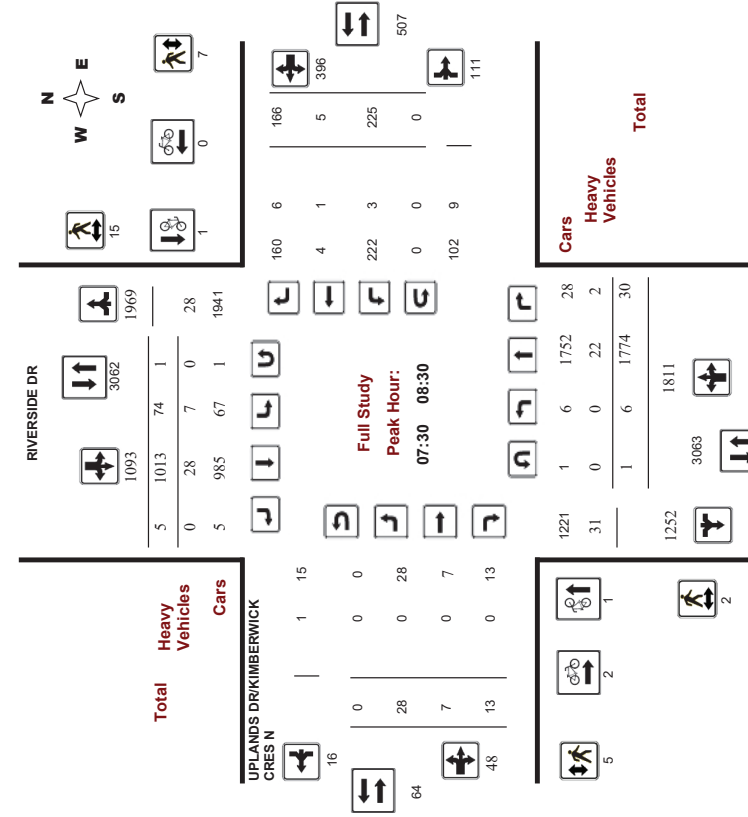 RIVERSIDE DR
N
W E
S
15
7
1
0
1093
3062
1969
5 1013 74 1
0 28 7 0 28
5 985 67 1 1941
Total
Heavy
Vehicles
Cars
507
396
111
160 6 166
4 1 5
222 3 225
0 0 0
102 9
Full Study
Peak Hour:
07:30 08:30
UPLANDS DR/KIMBERWICK
CRES N
1 15
0 0 0
28 0 28
7 0 7
13 0 13
16
64
48
Cars
Heavy
Vehicles
Total
1221 1 6 1752 28
31 0 0 22 2
1 6 1774 30
1252
1811
3063
1
2
2
5